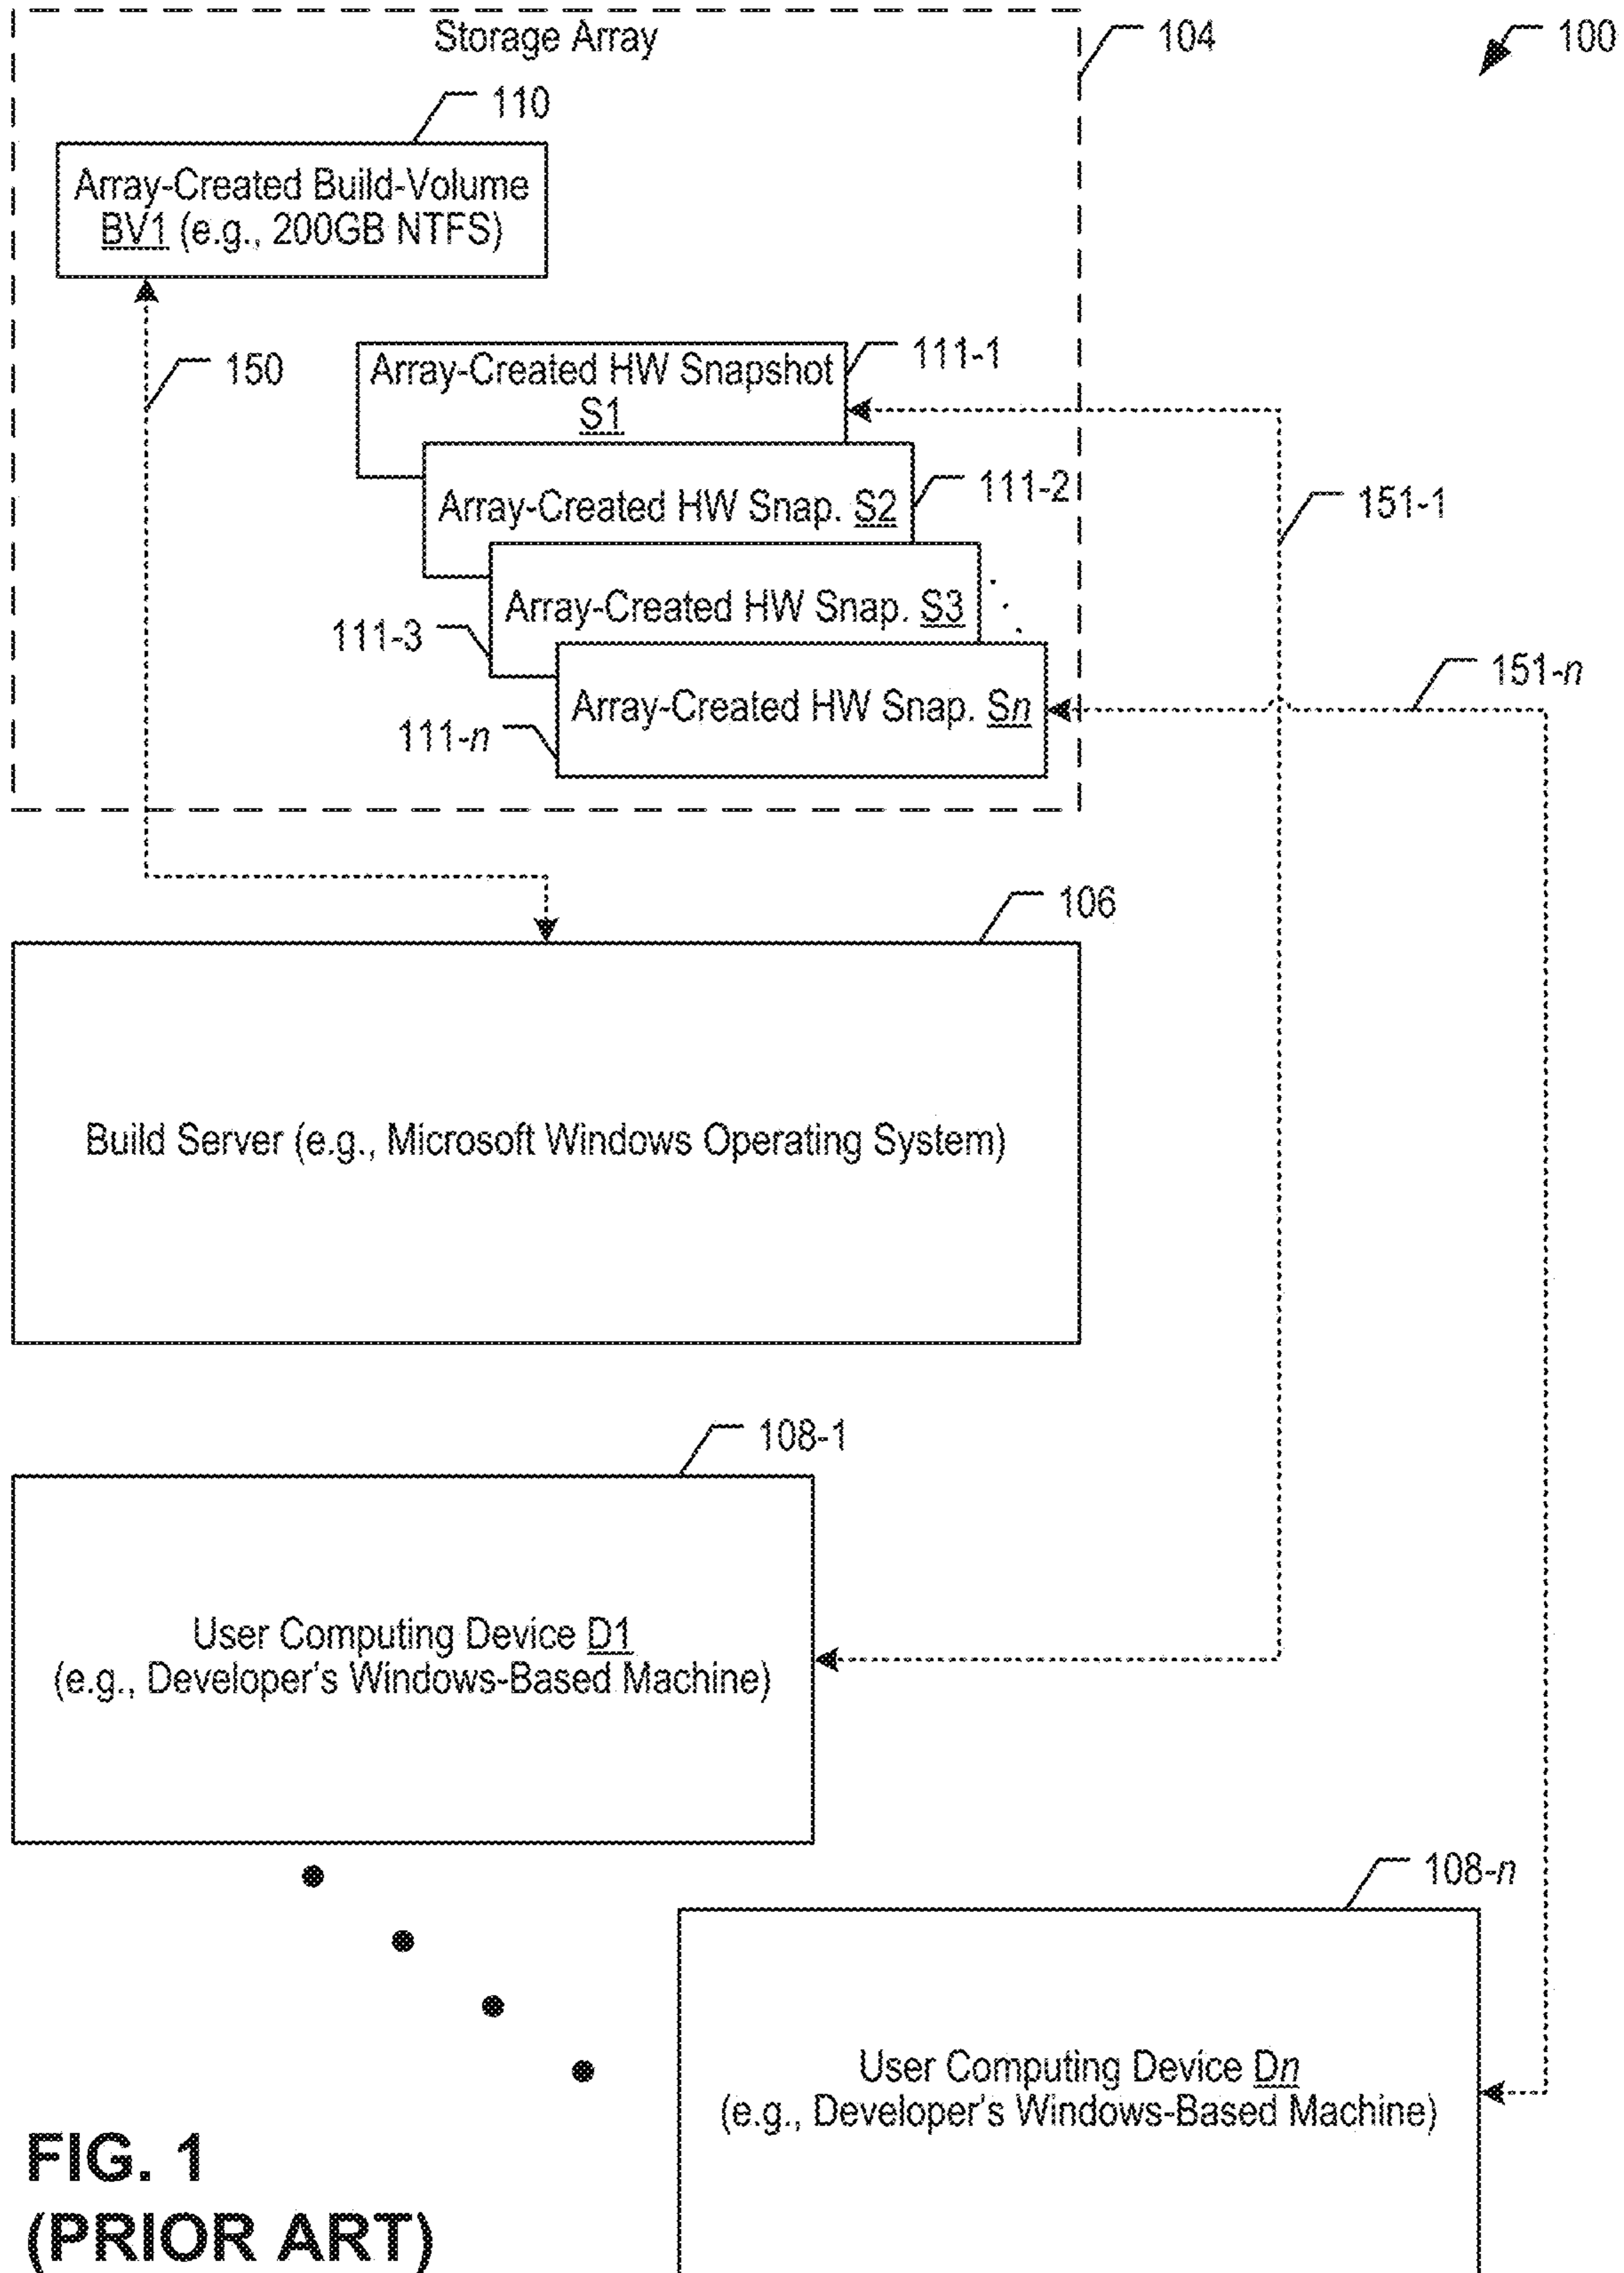 Storage Array
104
100
110
Array-Created Build-Volume
BV1 (e.g., 200GB NTFS)
150
Array-Created HW Snapshot
S1
111-1
Array-Created HW Snap. S2
111-2
151-1
Array-Created HW Snap. S3
111-3
151-n
Array-Created HW Snap. Sn
111-n
106
Build Server (e.g., Microsoft Windows Operating System)
108-1
User Computing Device D1
(e.g., Developer's Windows-Based Machine)
108-n
User Computing Device Dn
(e.g., Developer's Windows-Based Machine)
FIG. 1
(PRIOR ART)